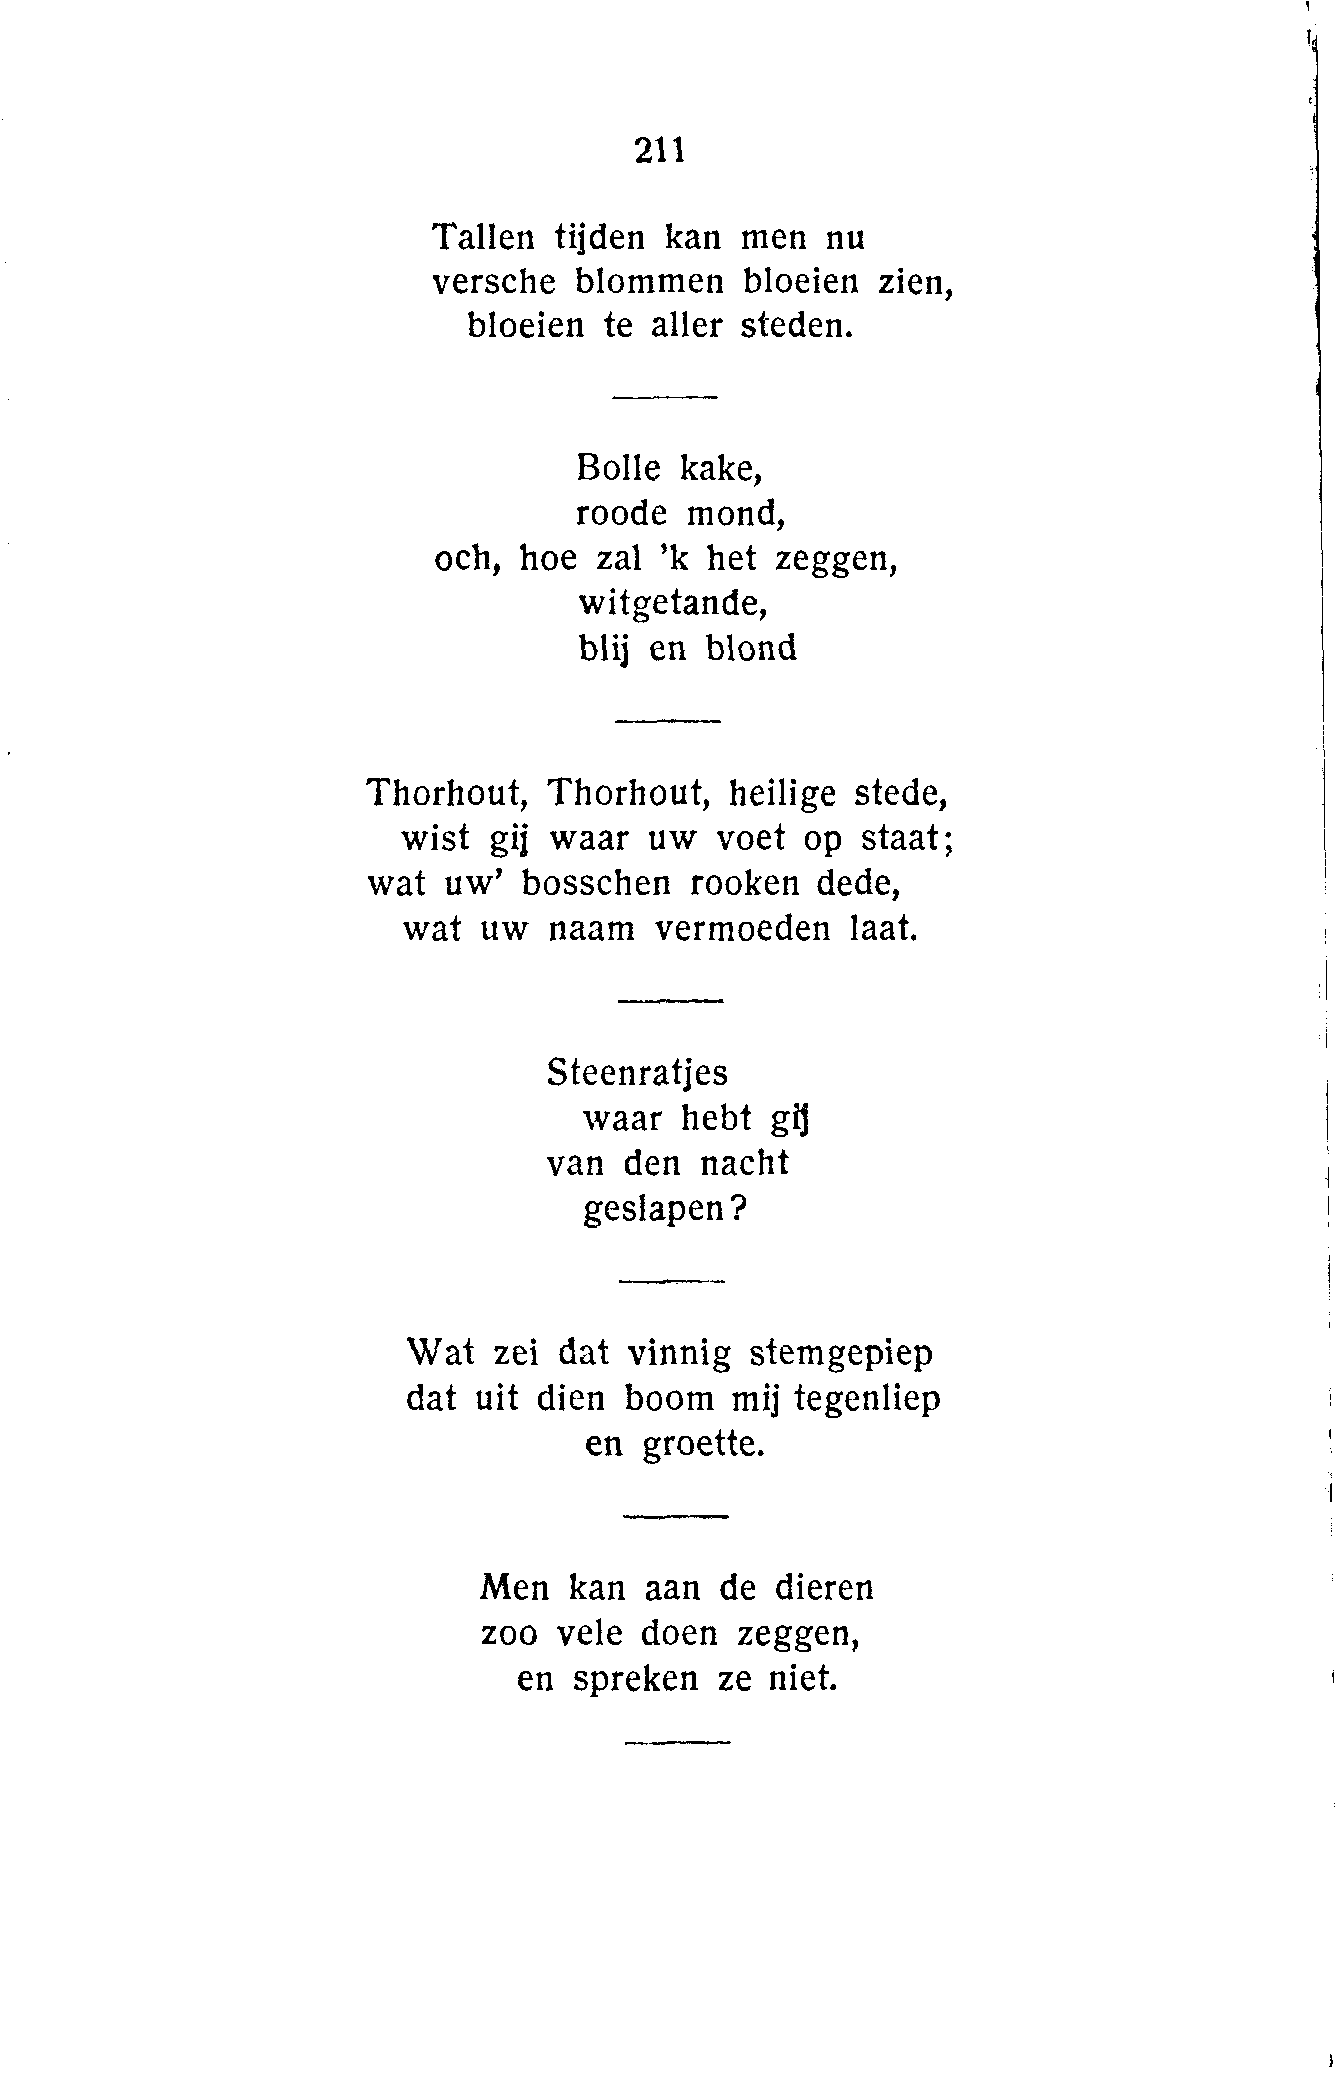 211
Tallen tijden kan men nu
versche blommen bloeien zien,
bloeien te aller steden.
Bolle kake,
roode mond,
och, hoe zal 'k het zeggen,
witgetande,
blij en blond
Thorhout, Thorhout, heilige stede,
wist gij waar uw voet op staat;
wat uw' bosschen rooken dede,
wat uw naam vermoeden laat.
Steenratjes
waar hebt gij
van den nacht
geslapen?
Wat zei dat vinnig stemgepiep
dat uit dien boom mij tegenliep
en groette.
Men kan aan de dieren
zoo vele doen zeggen,
en spreken ze niet.